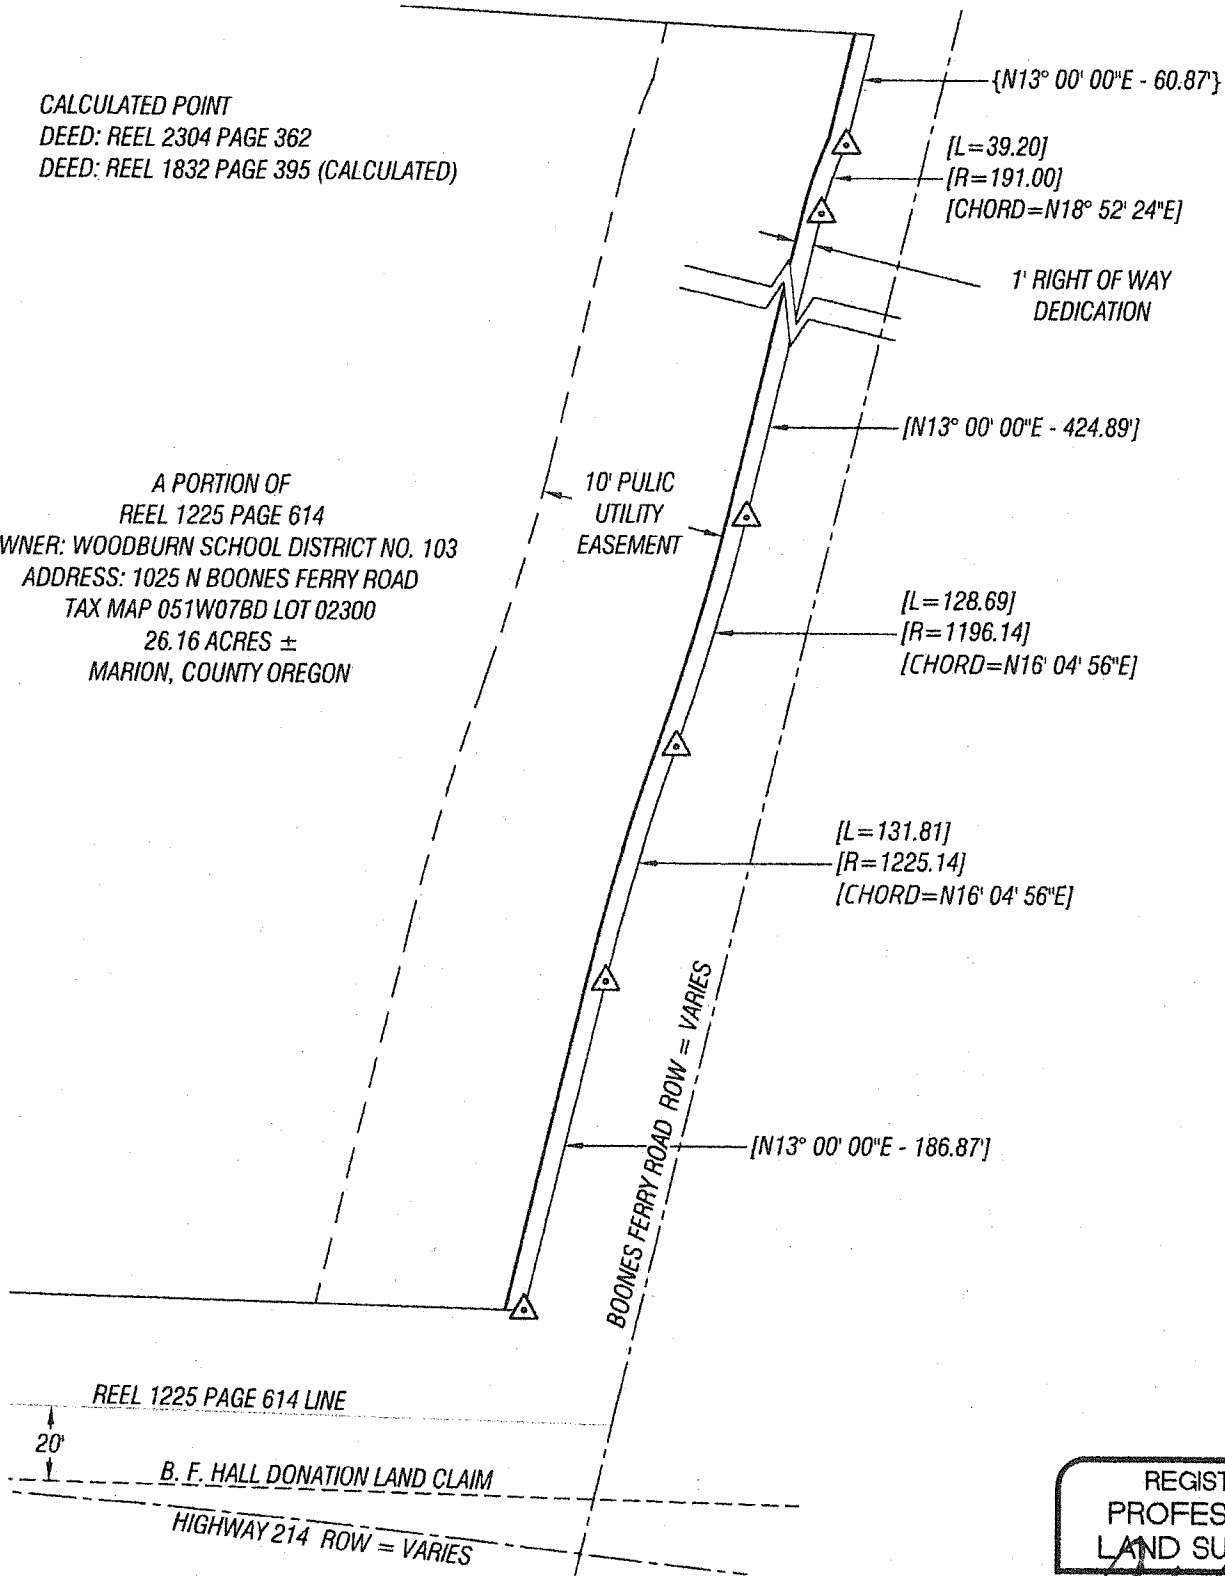 {N13° 00' 00"E - 60.87'}
CALCULATED POINT
DEED: REEL 2304 PAGE 362
DEED: REEL 1832 PAGE 395 (CALCULATED)
[L=39.20]
[R=191.00]
[CHORD=N18° 52' 24"E]
1' RIGHT OF WAY
DEDICATION
[N13° 00' 00"E - 424.89']
A PORTION OF
REEL 1225 PAGE 614
WNER: WOODBURN SCHOOL DISTRICT NO. 103
ADDRESS: 1025 N BOONES FERRY ROAD
TAX MAP 051W07BD LOT 02300
26.16 ACRES ±
MARION, COUNTY OREGON
10' PULIC
UTILITY
EASEMENT
[L=128.69]
[R=1196.14]
[CHORD=N16' 04' 56"E]
[L=131.81]
[R=1225.14]
[CHORD=N16' 04' 56"E]
BOONES FERRY ROAD ROW = VARIES
[N13° 00' 00"E - 186.87']
REEL 1225 PAGE 614 LINE
20'
B. F. HALL DONATION LAND CLAIM
HIGHWAY 214 ROW = VARIES
REGIST
PROFES
LAND SU